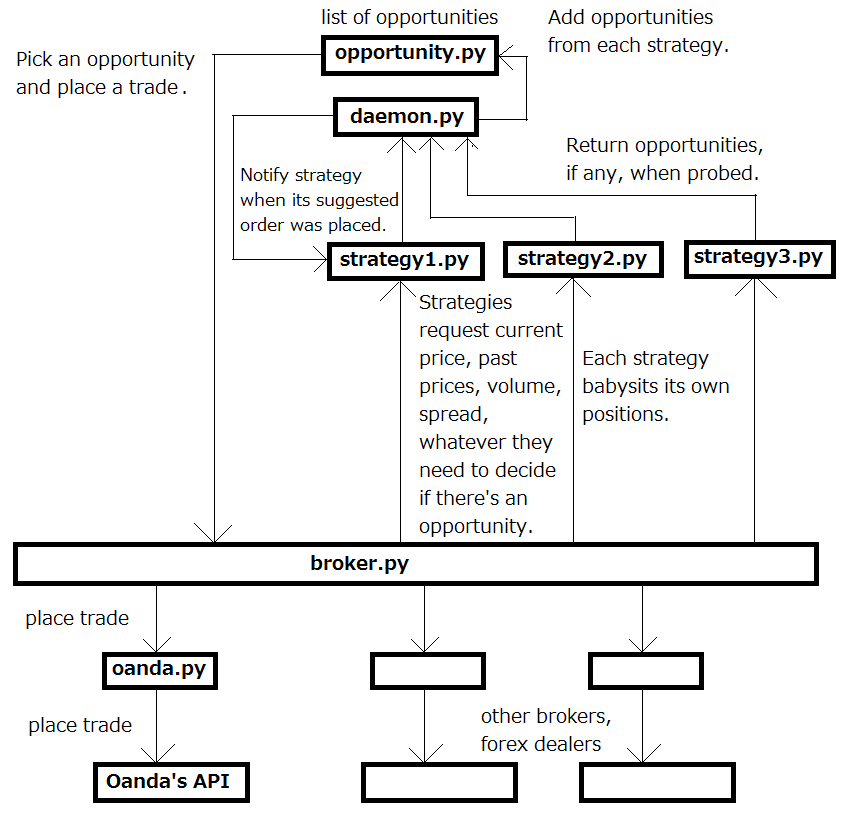 list of opportunities
Add opportunities
from each strategy.
opportunity.py
Pick an opportunity
and place a trade.
daemon.py
Return opportunities,
if any, when probed.
Notify strategy
when its suggested
order was placed.
strategy1.py
strategy2.py
strategy3.py
Strategies
request current
price, past
prices, volume,
spread,
whatever they
need to decide
if there's an
opportunity.
Each strategy
babysits its own
positions.
broker.py
place trade
oanda.py
place trade
other brokers,
forex dealers
Oanda's API